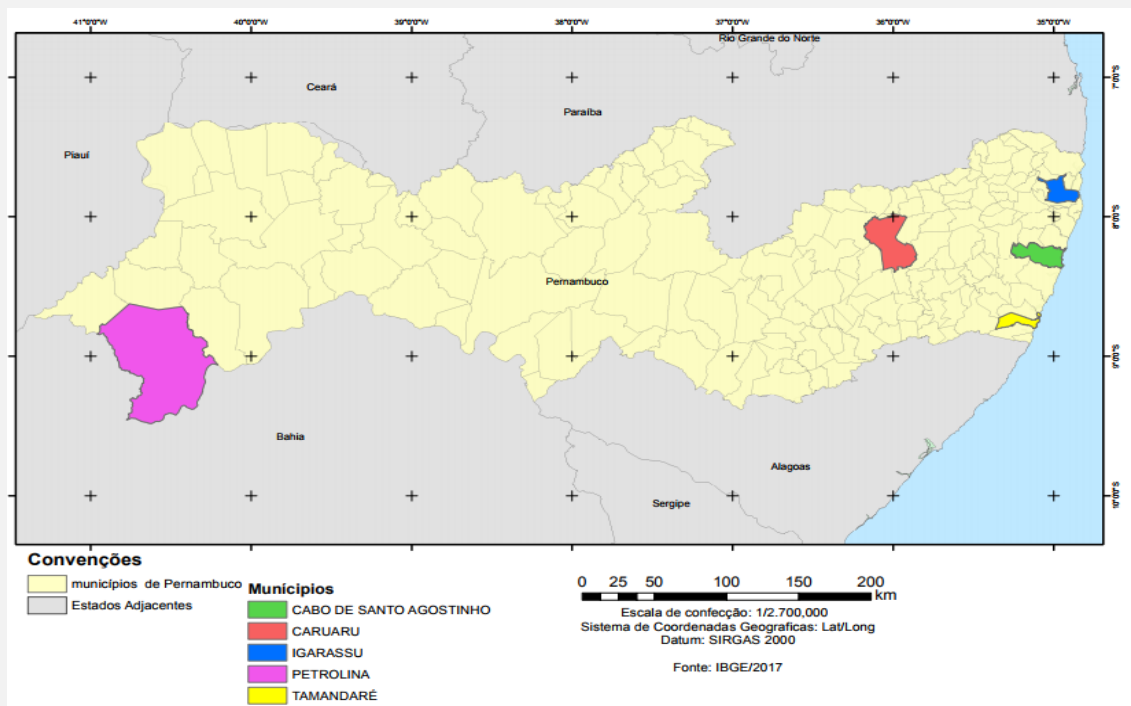 41°0'0"W 40°0'0"W 39°0'0"W 38°0'0"W 37°0'0"W 36°0'0"W 35°0'0"W
Rio Grande do Norte
7°0'0"S
Ceará
Paraíba
Piauí
8°0'0"S
Pernambuco
9°0'0"S
Bahia
Alagoas
Sergipe
10°0'0"S
Convenções
municípios de Pernambuco
Estados Adjacentes
Munícipios
CABO DE SANTO AGOSTINHO
CARUARU
IGARASSU
PETROLINA
TAMANDARÉ
0 25 50 100 150 200
km
Escala de confecção: 1/2.700,000
Sistema de Coordenadas Geograficas: Lat/Long
Datum: SIRGAS 2000
Fonte: IBGE/2017